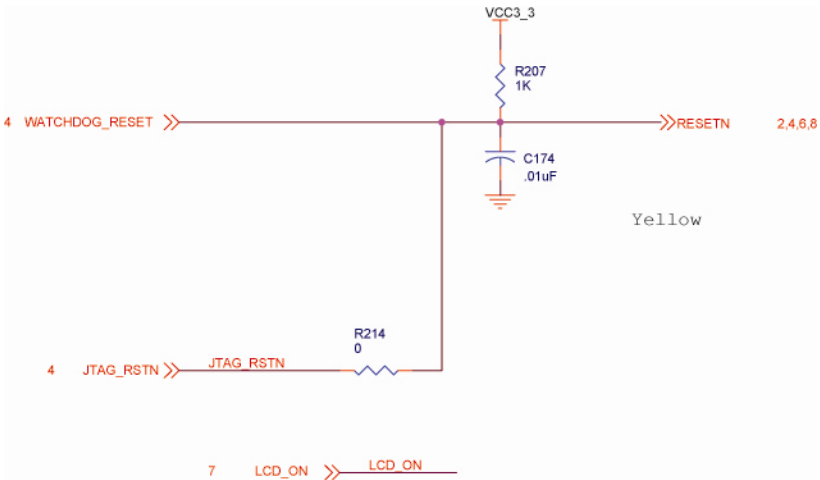 VCC3_3
R207
1K
4 WATCHDOG_RESET RESETN 2,4,6,8
C174
.01uF
Yellow
R214
0
4 JTAG_RSTN JTAG_RSTN
7 LCD_ON LCD_ON